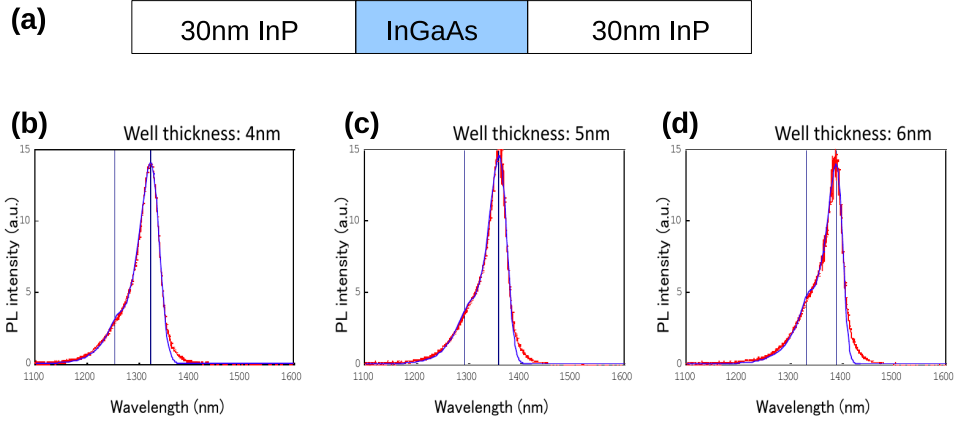 (a)
30nm InP InGaAs 30nm InP
(b)
Well thickness: 4nm
15
10
5
0
1100 1200 1300 1400 1500 1600
PL intensity (a.u.)
Wavelength (nm)
(c)
Well thickness: 5nm
15
10
5
0
1100 1200 1300 1400 1500 1600
PL intensity (a.u.)
Wavelength (nm)
(d)
Well thickness: 6nm
15
10
5
0
1100 1200 1300 1400 1500 1600
PL intensity (a.u.)
Wavelength (nm)